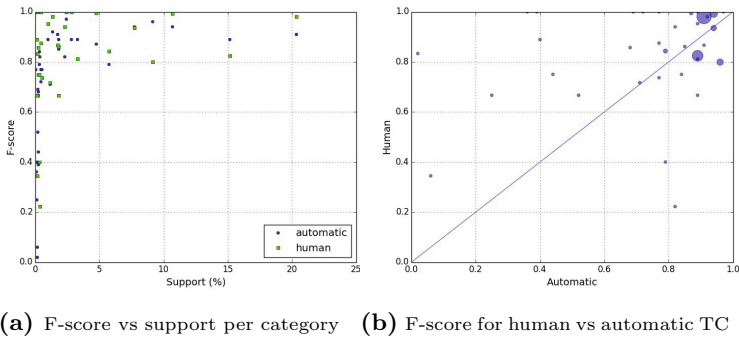 1.0
0.8
0.6
0.4
0.2
0.0
F-score
0 5 10 15 20 25
Support (%)
automatic
human
1.0
0.8
0.6
0.4
0.2
0.0
Human
0.0 0.2 0.4 0.6 0.8 1.0
Automatic
(a) F-score vs support per category
(b) F-score for human vs automatic TC